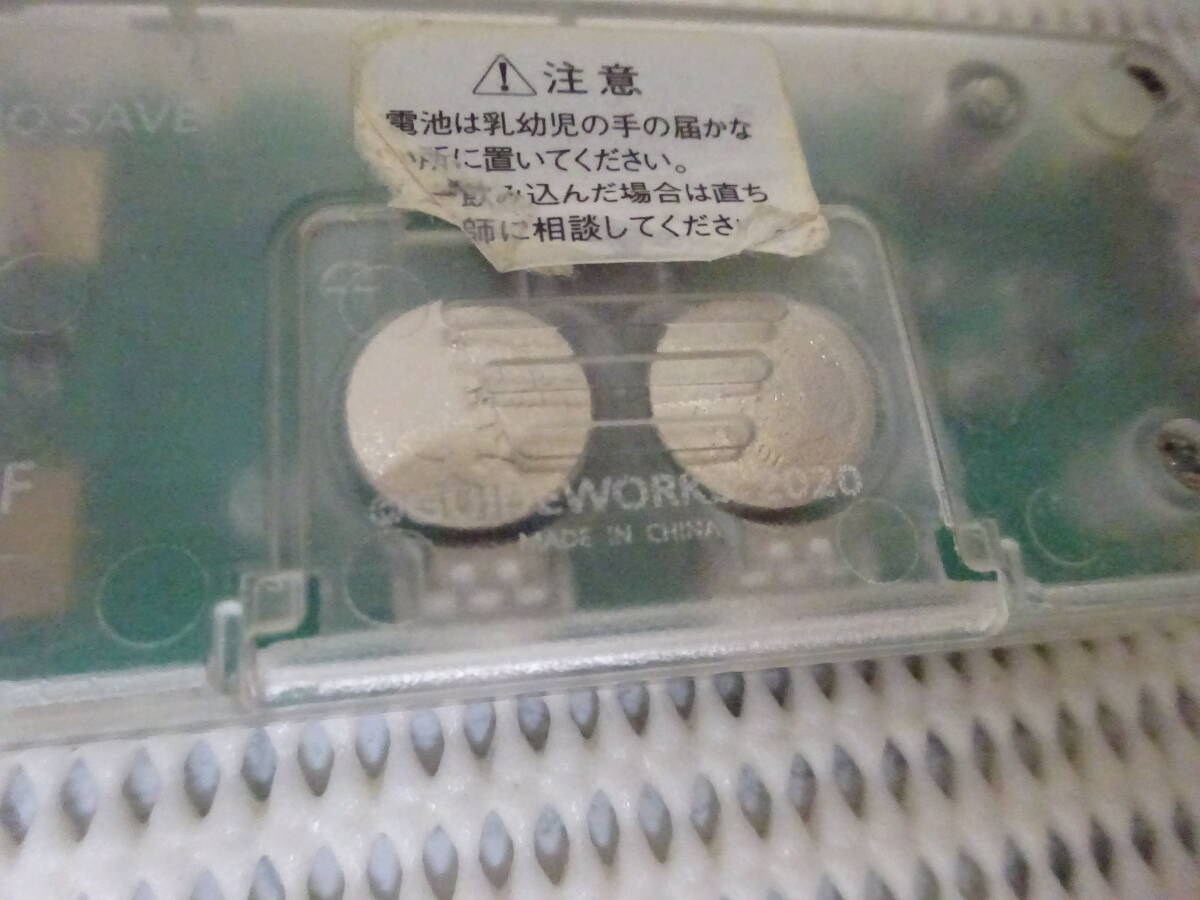 SAVE
注意
電池は乳幼児の手の届かな
所に置いてください。
飲み込んだ場合は直ち
師に相談してくださ
F
©GUIDEWORKS 2020
MADE IN CHINA